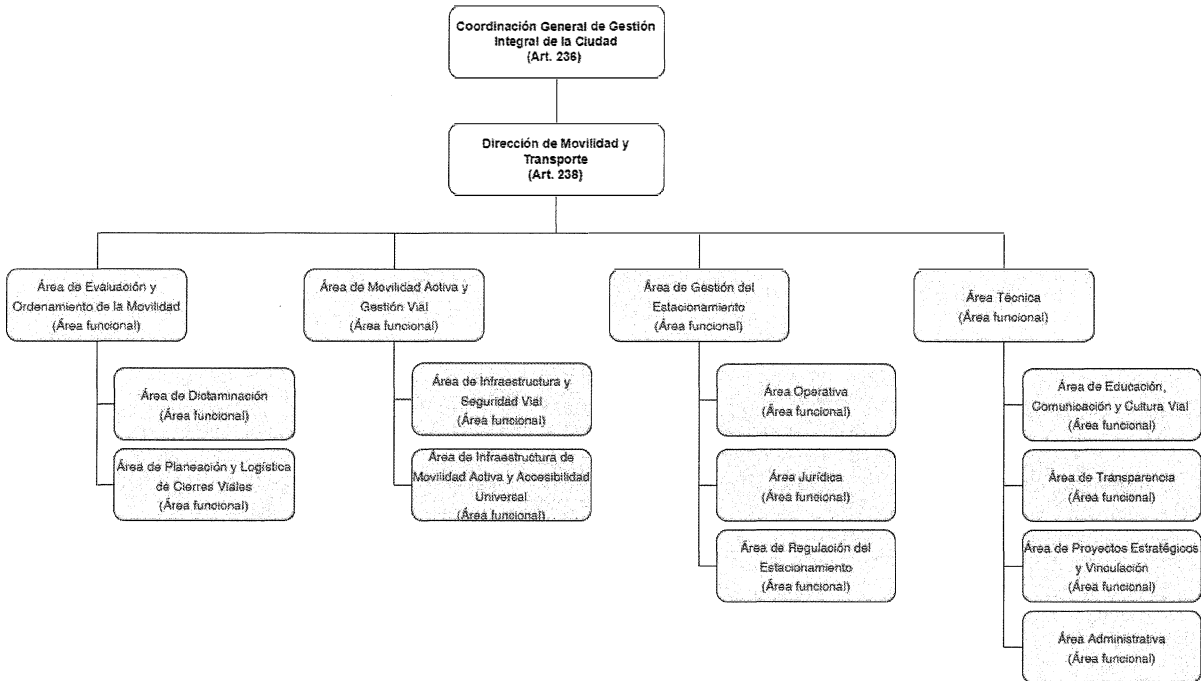 Coordinación General de Gestión
Integral de la Ciudad
(Art. 236)
Dirección de Movilidad y
Transporte
(Art. 238)
Área de Evaluación y
Ordenamiento de la Movilidad
(Área funcional)
Área de Dictaminación
(Área funcional)
Área de Planeación y Logística
de Cierres Viales
(Área funcional)
Área de Movilidad Activa y
Gestión Vial
(Área funcional)
Área de Infraestructura y
Seguridad Vial
(Área funcional)
Área de Infraestructura de
Movilidad Activa y Accesibilidad
Universal
(Área funcional)
Área de Gestión del
Estacionamiento
(Área funcional)
Área Operativa
(Área funcional)
Área Jurídica
(Área funcional)
Área de Regulación del
Estacionamiento
(Área funcional)
Área Técnica
(Área funcional)
Área de Educación,
Comunicación y Cultura Vial
(Área funcional)
Área de Transparencia
(Área funcional)
Área de Proyectos Estratégicos
y Vinculación
(Área funcional)
Área Administrativa
(Área funcional)